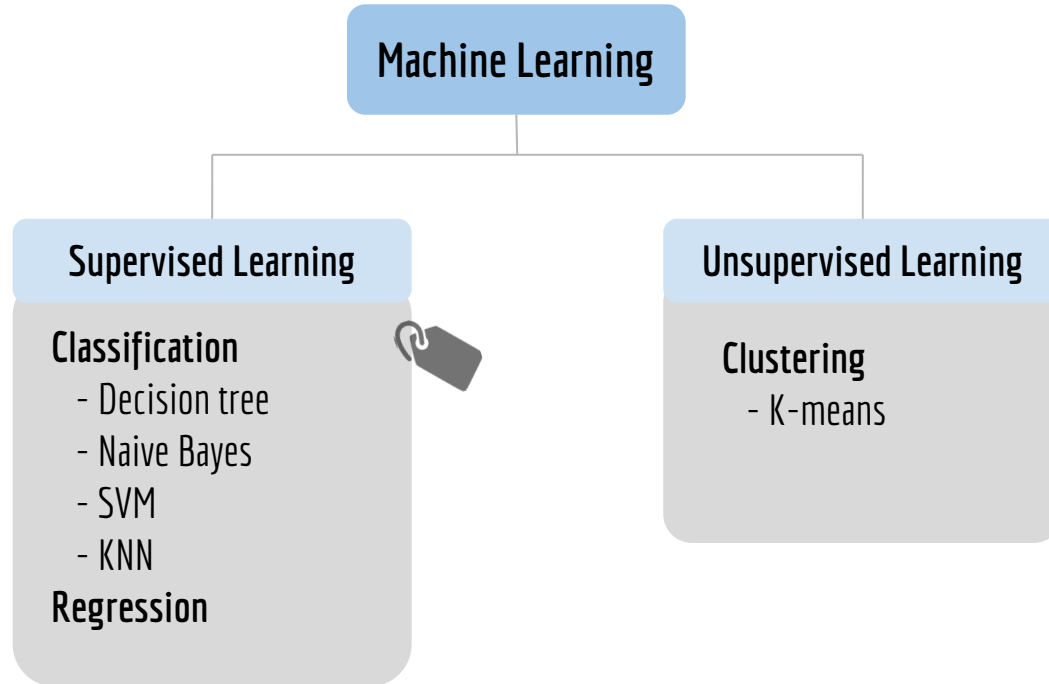 Machine Learning
Supervised Learning
Classification
- Decision tree
- Naive Bayes
- SVM
- KNN
Regression
Unsupervised Learning
Clustering
- K-means